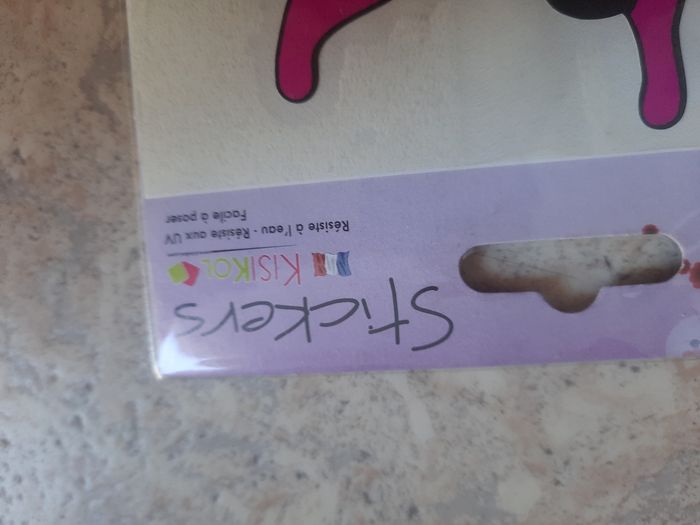 Stickers
KISIKOL
Résiste à l'eau - Résiste aux UV
Facile à poser